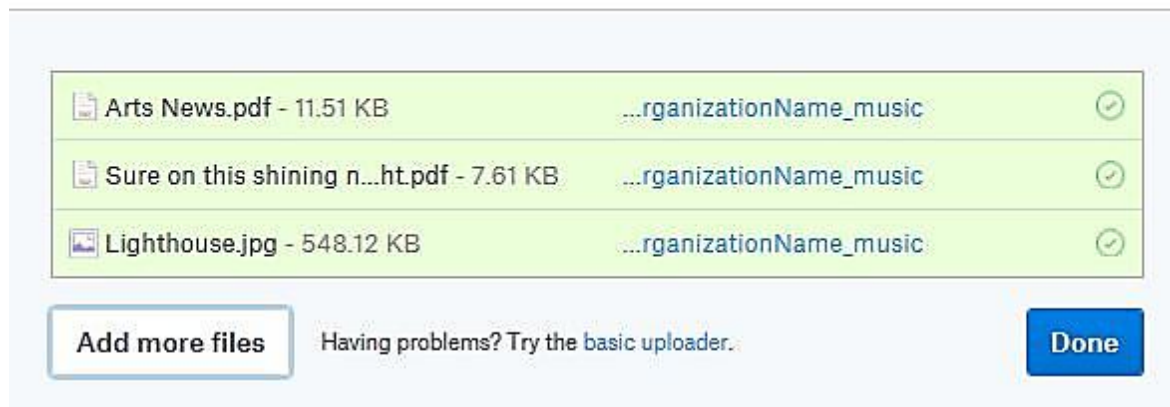 Arts News.pdf - 11.51 KB ...rganizationName_music
Sure on this shining n...ht.pdf - 7.61 KB ...rganizationName_music
Lighthouse.jpg - 548.12 KB ...rganizationName_music
Add more files Having problems? Try the basic uploader. Done